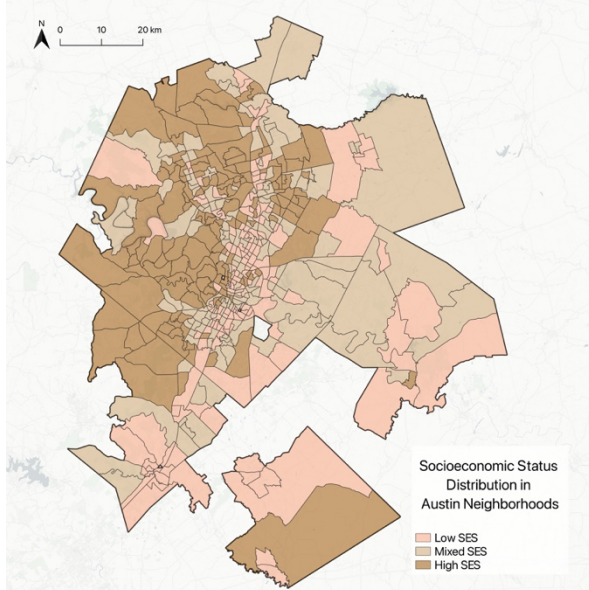 N
0 10 20 km
Socioeconomic Status
Distribution in
Austin Neighborhoods
Low SES
Mixed SES
High SES